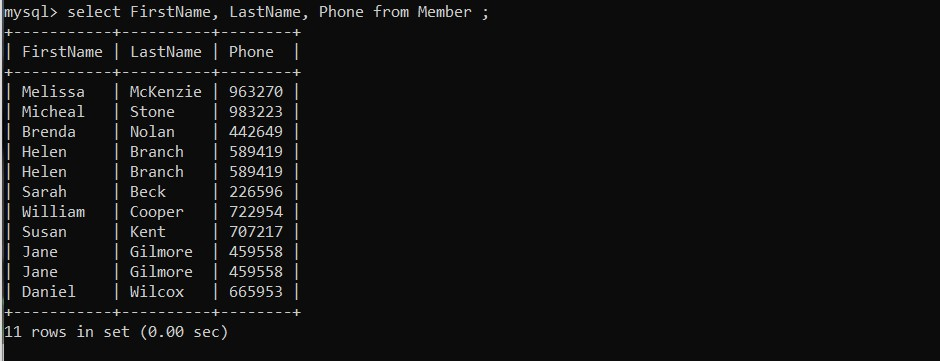 mysql> select FirstName, LastName, Phone from Member ;
+-----------+----------+--------+
| FirstName | LastName | Phone  |
+-----------+----------+--------+
| Melissa   | McKenzie | 963270 |
| Micheal   | Stone    | 983223 |
| Brenda    | Nolan    | 442649 |
| Helen     | Branch   | 589419 |
| Helen     | Branch   | 589419 |
| Sarah     | Beck     | 226596 |
| William   | Cooper   | 722954 |
| Susan     | Kent     | 707217 |
| Jane      | Gilmore  | 459558 |
| Jane      | Gilmore  | 459558 |
| Daniel    | Wilcox   | 665953 |
+-----------+----------+--------+
11 rows in set (0.00 sec)